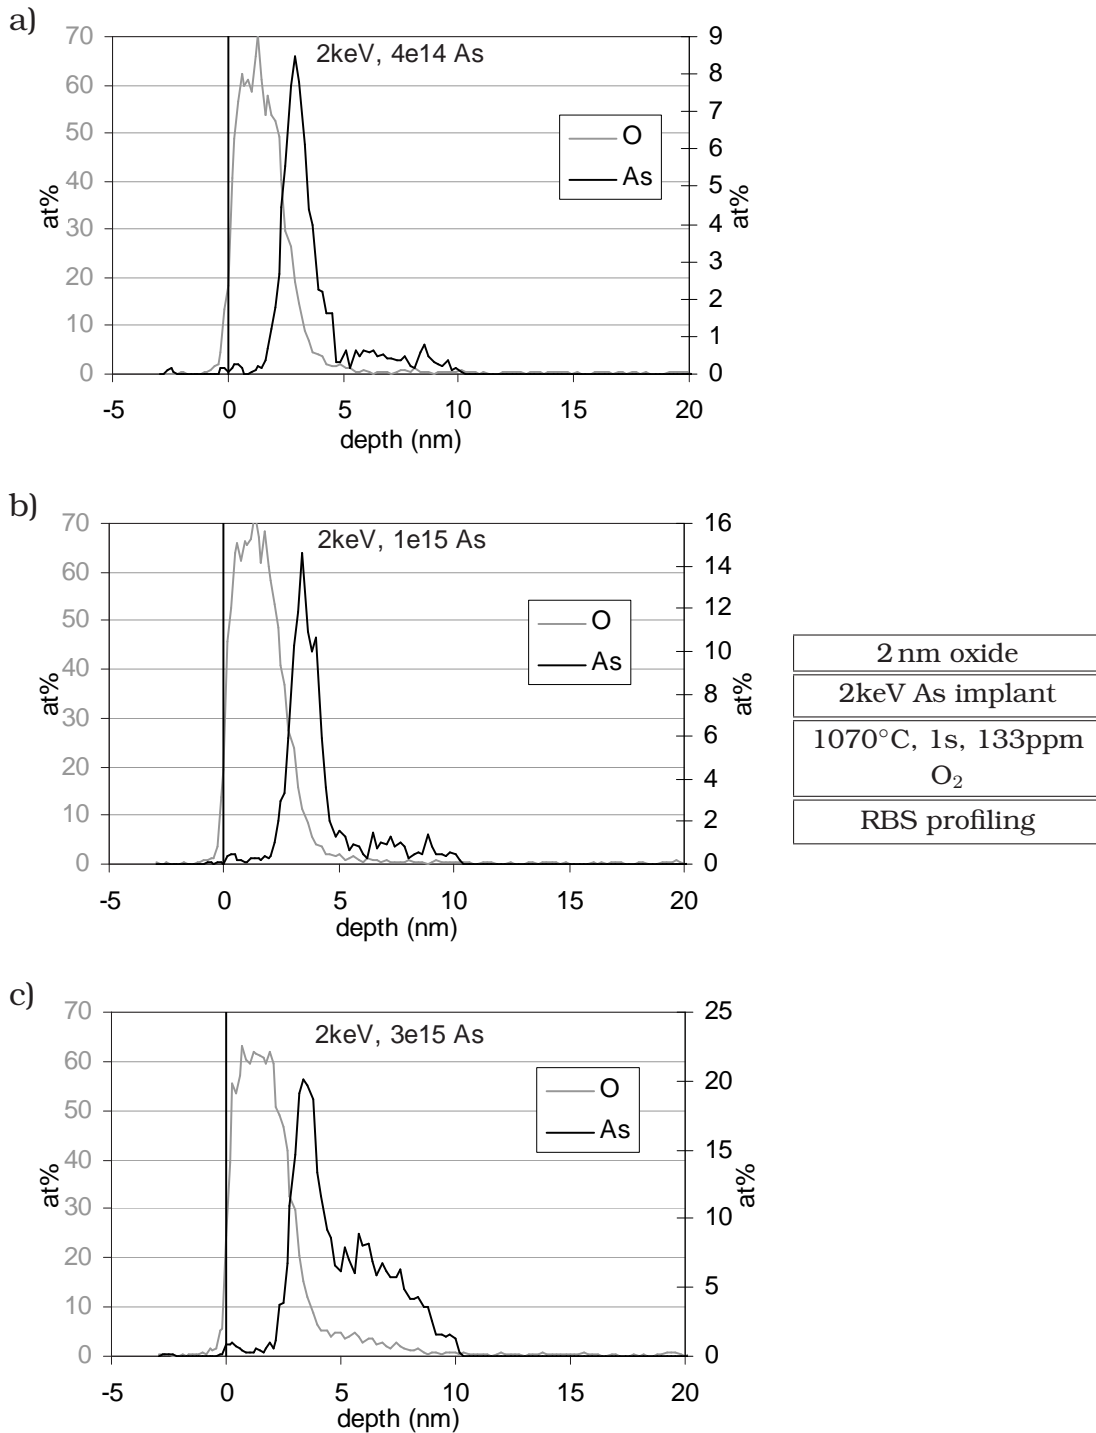 a)
2keV, 4e14 As
70
60
50
40
30
20
10
0
at%
9
8
7
6
5
4
3
2
1
0
at%
O
As
-5 0 5 10 15 20
depth (nm)
b)
2keV, 1e15 As
70
60
50
40
30
20
10
0
at%
16
14
12
10
8
6
4
2
0
at%
O
As
-5 0 5 10 15 20
depth (nm)
2 nm oxide
2keV As implant
1070°C, 1s, 133ppm
O₂
RBS profiling
c)
2keV, 3e15 As
70
60
50
40
30
20
10
0
at%
25
20
15
10
5
0
at%
O
As
-5 0 5 10 15 20
depth (nm)